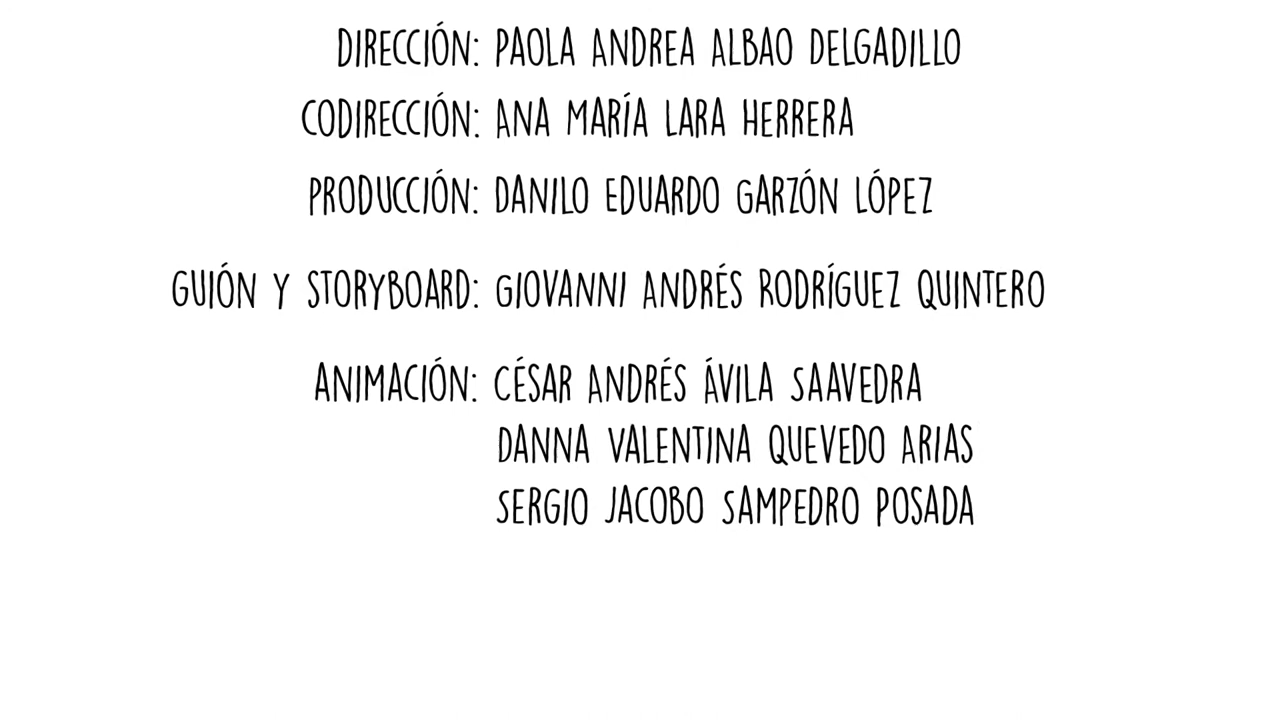 DIRECCIÓN: PAOLA ANDREA ALBAO DELGADILLO
CODIRECCIÓN: ANA MARÍA LARA HERRERA
PRODUCCIÓN: DANILO EDUARDO GARZÓN LÓPEZ
GUIÓN Y STORYBOARD: GIOVANNI ANDRÉS RODRÍGUEZ QUINTERO
ANIMACIÓN: CÉSAR ANDRÉS ÁVILA SAAVEDRA
DANNA VALENTINA QUEVEDO ARIAS
SERGIO JACOBO SAMPEDRO POSADA